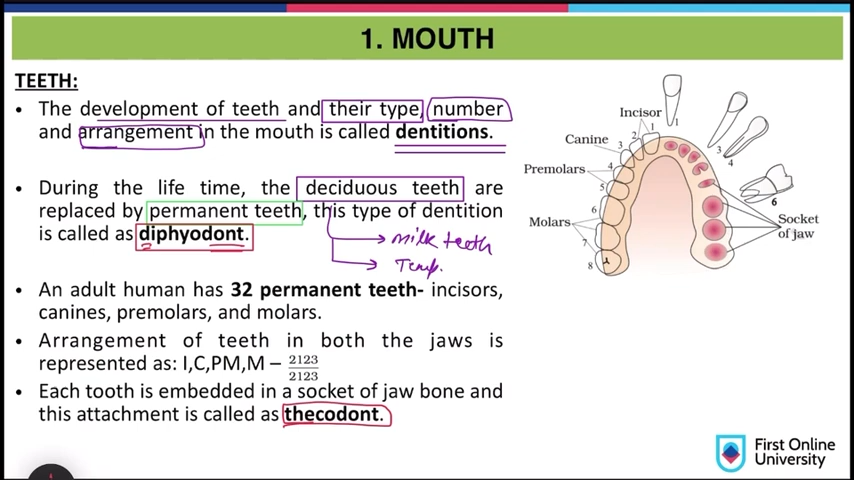 1. MOUTH
TEETH:
• The development of teeth and their type, number
and arrangement in the mouth is called dentitions.
• During the life time, the deciduous teeth are
replaced by permanent teeth, this type of dentition
is called as diphyodont.
milk teeth
Temp.
• An adult human has 32 permanent teeth- incisors,
canines, premolars, and molars.
• Arrangement of teeth in both the jaws is
represented as: I,C,PM,M – 2123/2123
• Each tooth is embedded in a socket of jaw bone and
this attachment is called as thecodont.
Incisor
1
1
2
Canine
3
3
4
Premolars
4
5
6
6
Molars
7
8
Socket
of jaw
First Online
University